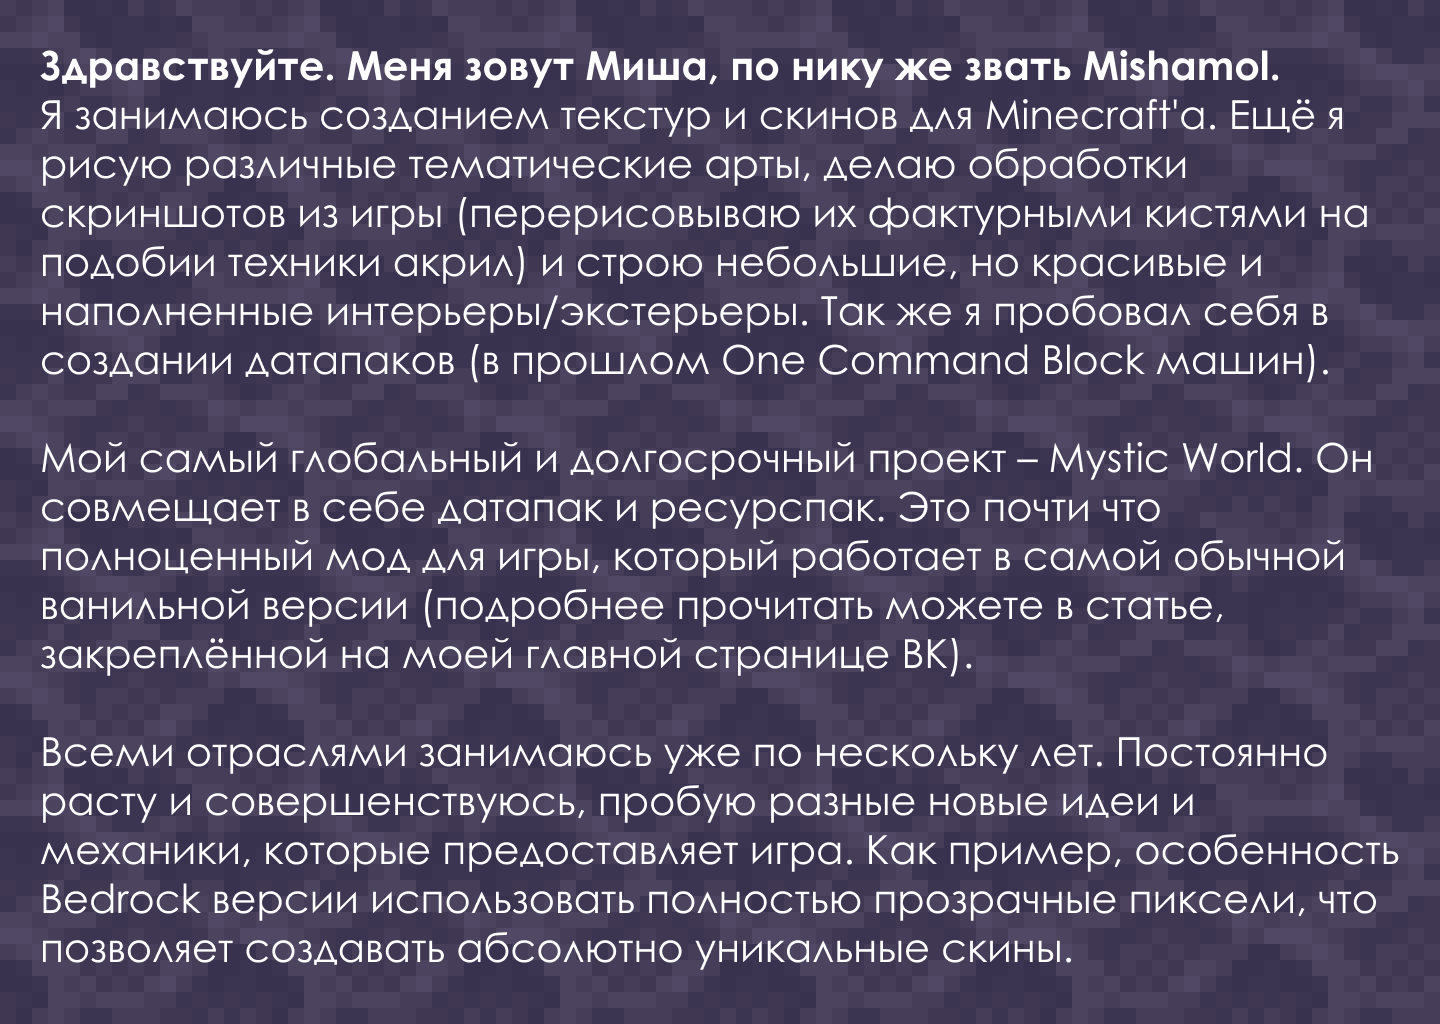 Здравствуйте. Меня зовут Миша, по нику же звать Mishamol.
Я занимаюсь созданием текстур и скинов для Minecraft'а. Ещё я
рисую различные тематические арты, делаю обработки
скриншотов из игры (перерисовываю их фактурными кистями на
подобии техники акрил) и строю небольшие, но красивые и
наполненные интерьеры/экстерьеры. Так же я пробовал себя в
создании датапаков (в прошлом One Command Block машин).
Мой самый глобальный и долгосрочный проект – Mystic World. Он
совмещает в себе датапак и ресурспак. Это почти что
полноценный мод для игры, который работает в самой обычной
ванильной версии (подробнее прочитать можете в статье,
закреплённой на моей главной странице ВК).
Всеми отраслями занимаюсь уже по нескольку лет. Постоянно
расту и совершенствуюсь, пробую разные новые идеи и
механики, которые предоставляет игра. Как пример, особенность
Bedrock версии использовать полностью прозрачные пиксели, что
позволяет создавать абсолютно уникальные скины.